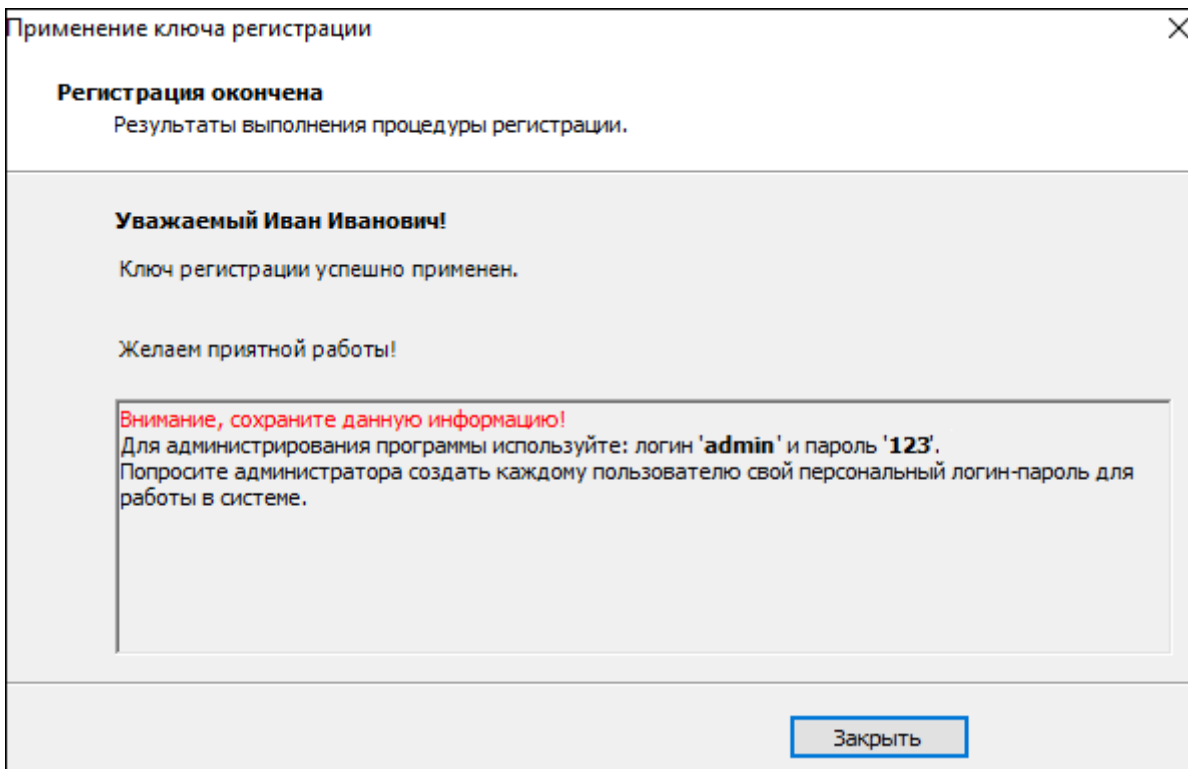 Применение ключа регистрации
Регистрация окончена
Результаты выполнения процедуры регистрации.
Уважаемый Иван Иванович!
Ключ регистрации успешно применен.
Желаем приятной работы!
Внимание, сохраните данную информацию!
Для администрирования программы используйте: логин 'admin' и пароль '123'.
Попросите администратора создать каждому пользователю свой персональный логин-пароль для
работы в системе.
Закрыть